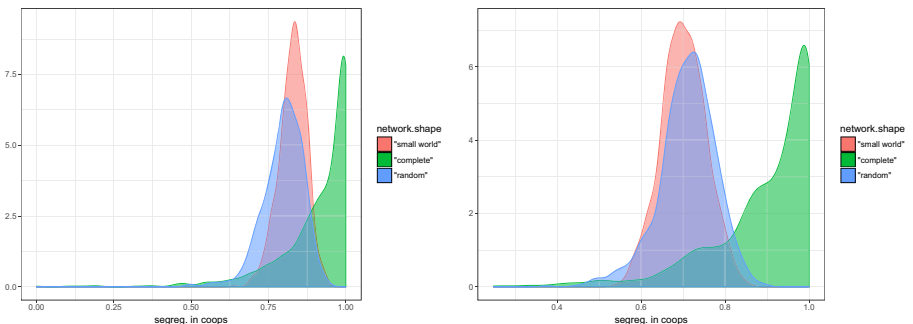 7.5
5.0
2.5
0.0
0.00
0.25
0.50
0.75
1.00
segreg. in coops
network.shape
"small world"
"complete"
"random"
6
4
2
0
0.4
0.6
0.8
1.0
segreg. in coops
network.shape
"small world"
"complete"
"random"